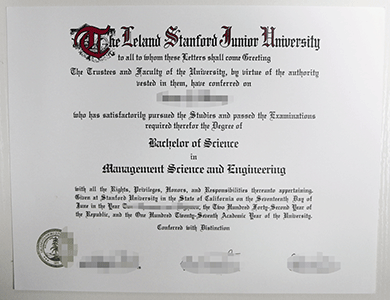 The Leland Stanford Junior University
to all to whom these Letters shall come Greeting
The Trustees and Faculty of the University, by virtue of the authority
vested in them, have conferred on
who has satisfactorily pursued the Studies and passed the Examinations
required therefor the Degree of
Bachelor of Science
in
Management Science and Engineering
with all the Rights, Privileges, Honors, and Responsibilities thereunto appertaining.
Given at Stanford University in the State of California on the Seventeenth Day of
June in the Year Two the Two Hundred Forty-Second Year of
the Republic, and the One Hundred Twenty-Seventh Academic Year of the University.
Conferred with Distinction